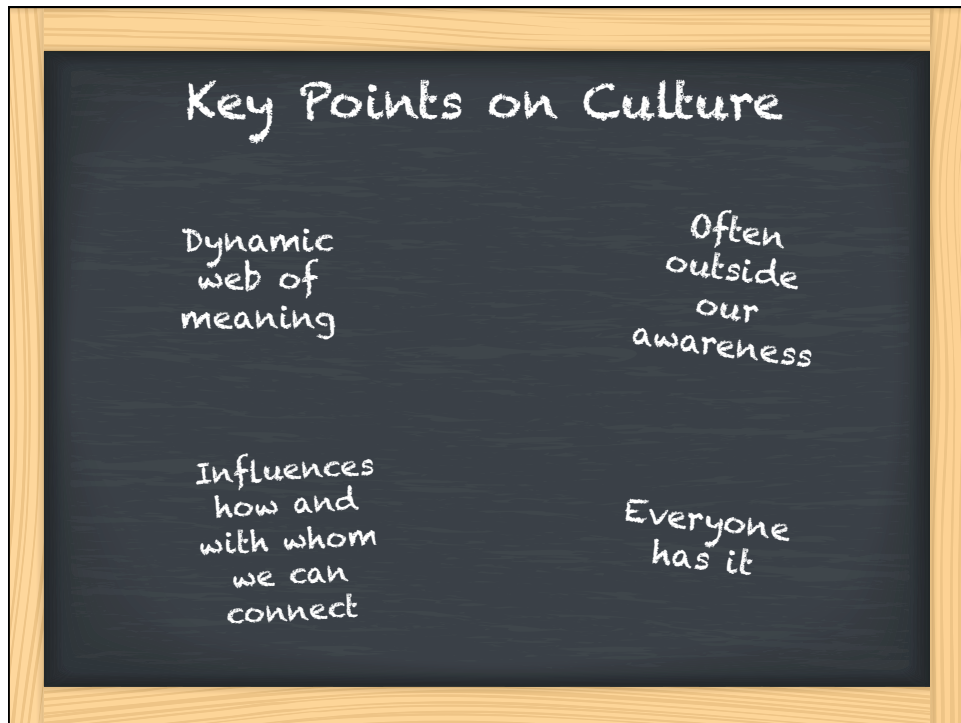 Key Points on Culture
Dynamic
web of
meaning
Often
outside
our
awareness
Influences
how and
with whom
we can
connect
Everyone
has it